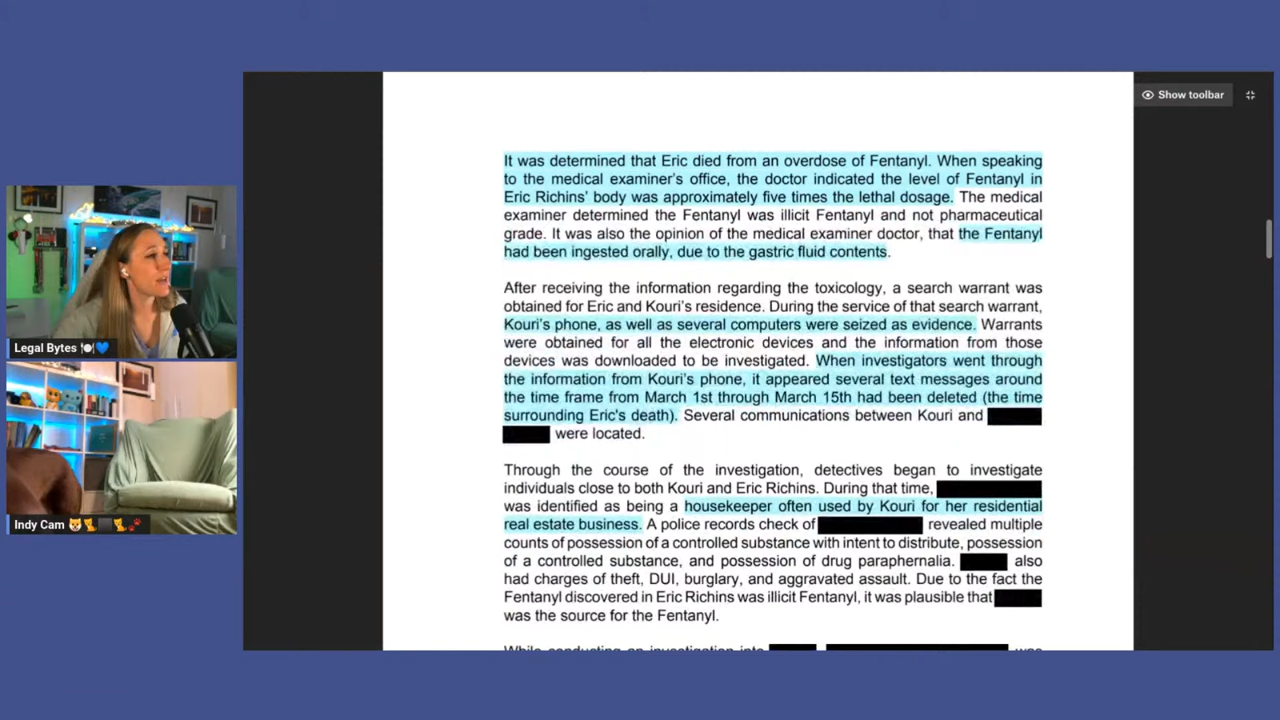 Show toolbar
It was determined that Eric died from an overdose of Fentanyl. When speaking
to the medical examiner's office, the doctor indicated the level of Fentanyl in
Eric Richins' body was approximately five times the lethal dosage. The medical
examiner determined the Fentanyl was illicit Fentanyl and not pharmaceutical
grade. It was also the opinion of the medical examiner doctor, that the Fentanyl
had been ingested orally, due to the gastric fluid contents.
After receiving the information regarding the toxicology, a search warrant was
obtained for Eric and Kouri's residence. During the service of that search warrant,
Kouri's phone, as well as several computers were seized as evidence. Warrants
were obtained for all the electronic devices and the information from those
devices was downloaded to be investigated. When investigators went through
the information from Kouri's phone, it appeared several text messages around
the time frame from March 1st through March 15th had been deleted (the time
surrounding Eric's death). Several communications between Kouri and
were located.
Through the course of the investigation, detectives began to investigate
individuals close to both Kouri and Eric Richins. During that time,
was identified as being a housekeeper often used by Kouri for her residential
real estate business. A police records check of revealed multiple
counts of possession of a controlled substance with intent to distribute, possession
of a controlled substance, and possession of drug paraphernalia. also
had charges of theft, DUI, burglary, and aggravated assault. Due to the fact the
Fentanyl discovered in Eric Richins was illicit Fentanyl, it was plausible that
was the source for the Fentanyl.
While conducting an investigation into was
Legal Bytes
Indy Cam